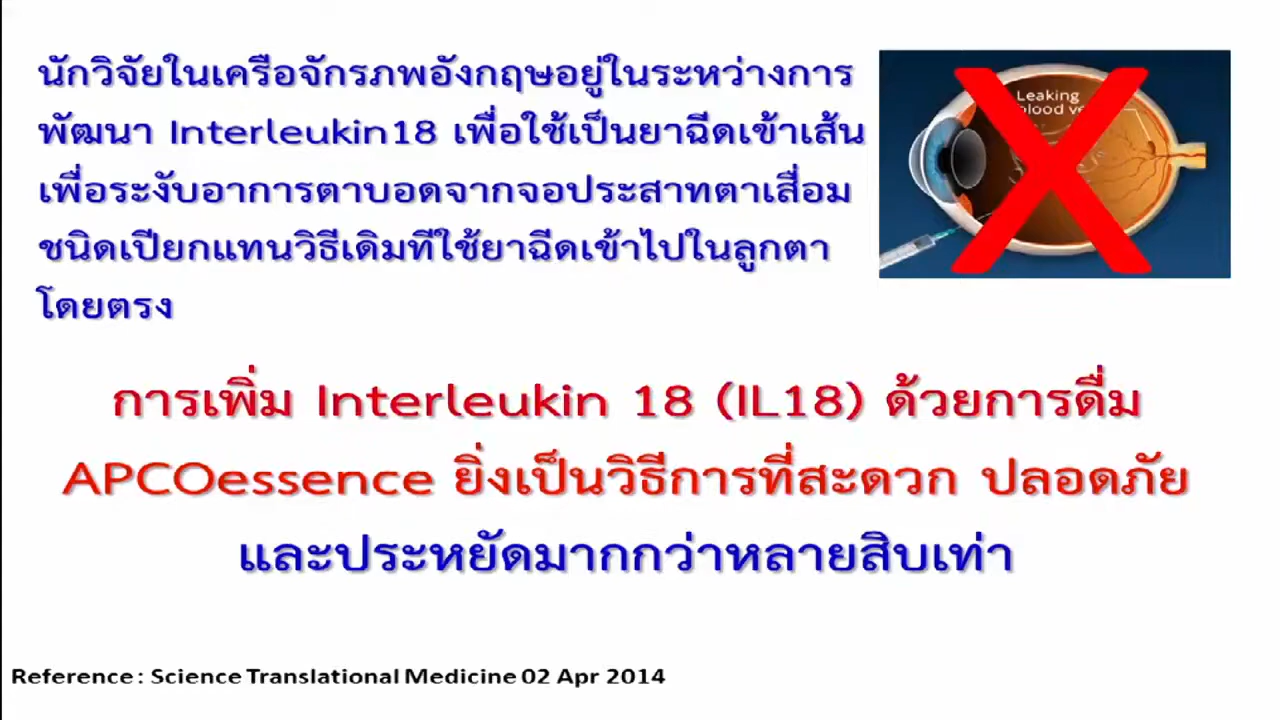 นักวิจัยในเครือจักรภพอังกฤษอยู่ในระหว่างการ
พัฒนา Interleukin18 เพื่อใช้เป็นยาฉีดเข้าเส้น
เพื่อระงับอาการตาบอดจากจอประสาทตาเสื่อม
ชนิดเปียกแทนวิธีเดิมทีใช้ยาฉีดเข้าไปในลูกตา
โดยตรง
Leaking
blood ve
การเพิ่ม Interleukin 18 (IL18) ด้วยการดื่ม
APCOessence ยิ่งเป็นวิธีการที่สะดวก ปลอดภัย
และประหยัดมากกว่าหลายสิบเท่า
Reference : Science Translational Medicine 02 Apr 2014